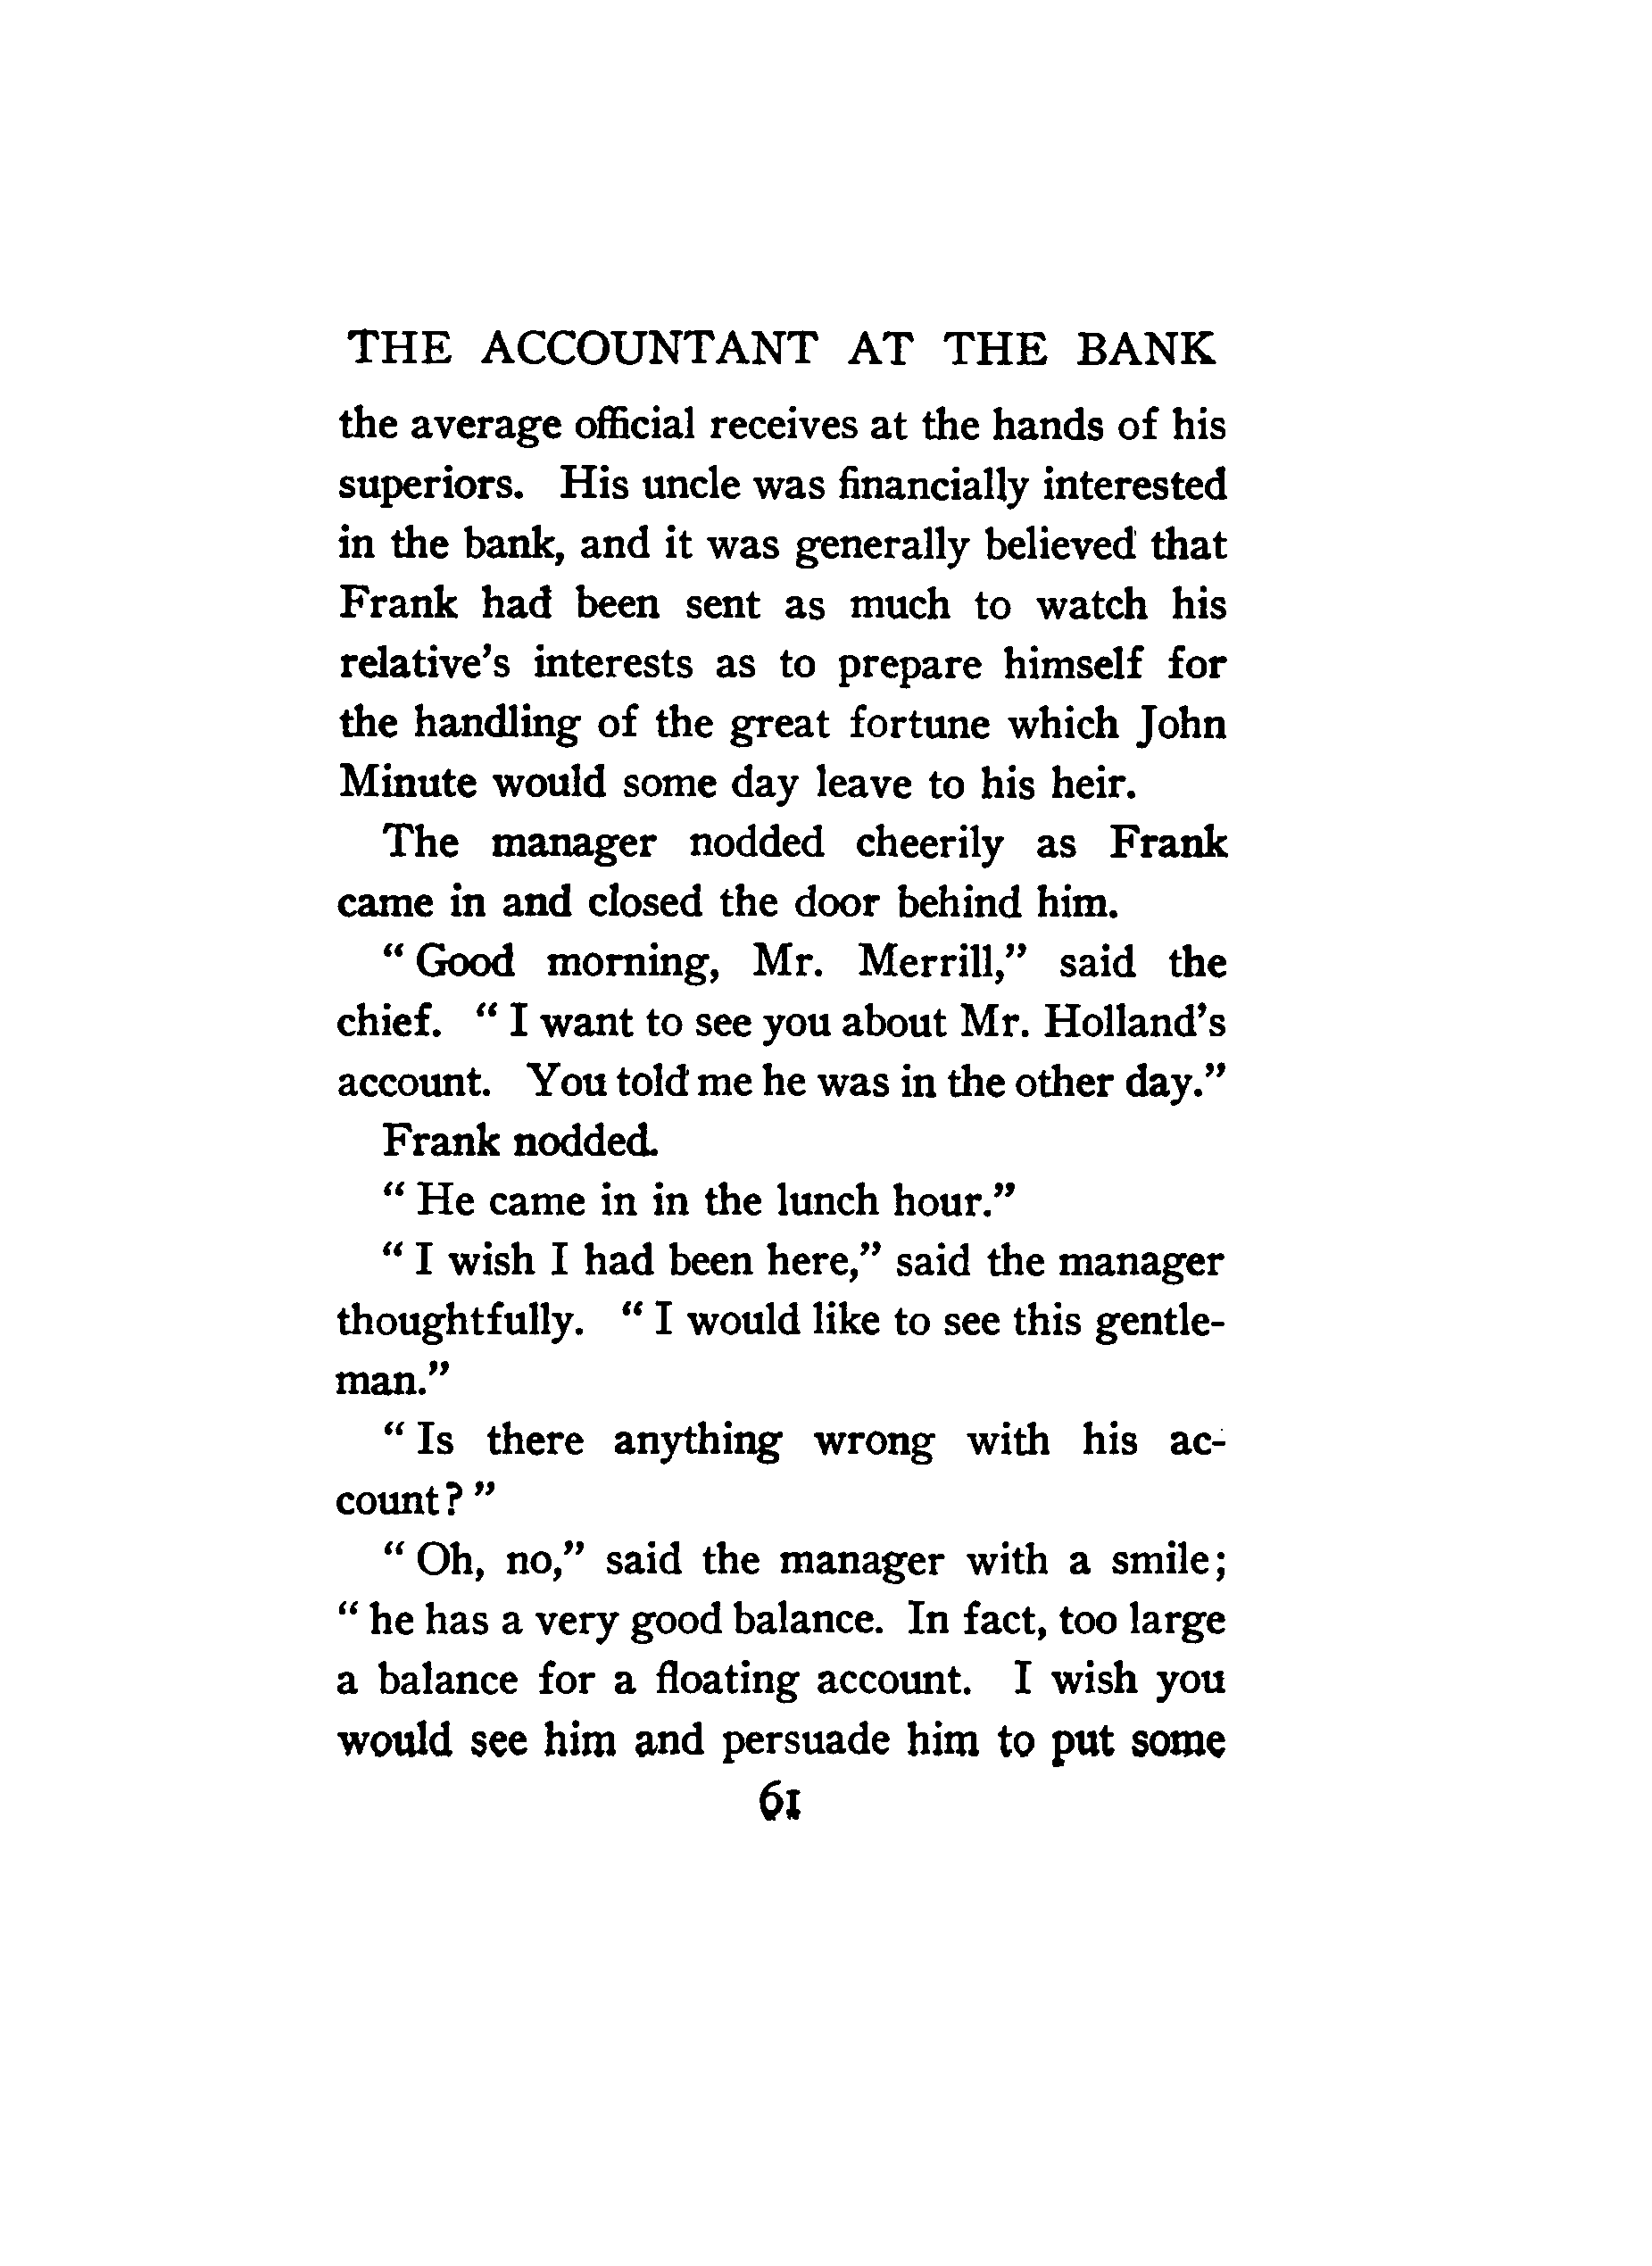 THE ACCOUNTANT AT THE BANK
the average official receives at the hands of his
superiors. His uncle was financially interested
in the bank, and it was generally believed that
Frank had been sent as much to watch his
relative's interests as to prepare himself for
the handling of the great fortune which John
Minute would some day leave to his heir.
The manager nodded cheerily as Frank
came in and closed the door behind him.
“ Good morning, Mr. Merrill,” said the
chief. “ I want to see you about Mr. Holland's
account. You told me he was in the other day.”
Frank nodded.
“ He came in in the lunch hour.”
“ I wish I had been here,” said the manager
thoughtfully. “ I would like to see this gentle-
man.”
“ Is there anything wrong with his ac-
count? ”
“ Oh, no,” said the manager with a smile;
“ he has a very good balance. In fact, too large
a balance for a floating account. I wish you
would see him and persuade him to put some
61